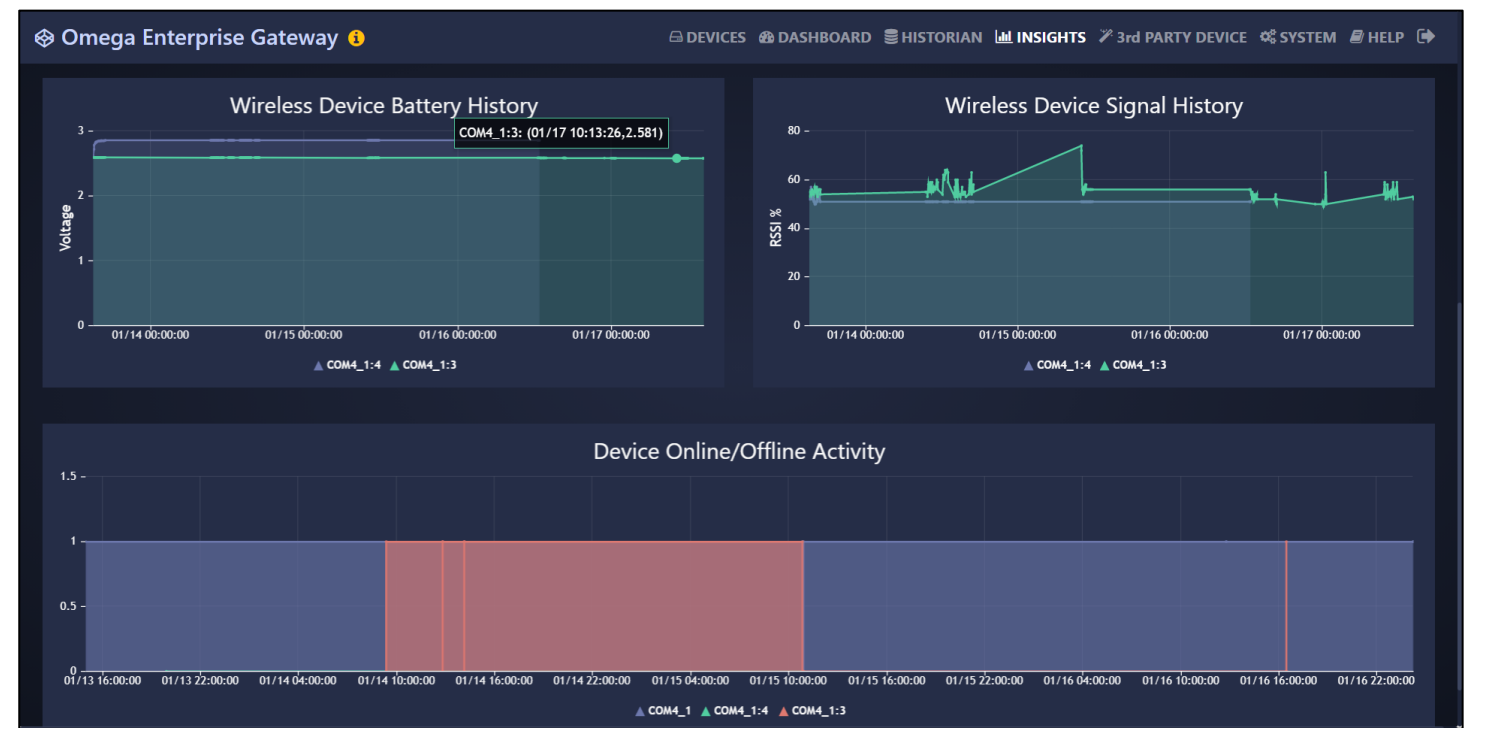 Omega Enterprise Gateway
DEVICES DASHBOARD HISTORIAN INSIGHTS 3rd PARTY DEVICE SYSTEM HELP
Wireless Device Battery History
COM4_1:3: (01/17 10:13:26,2.581)
3
2
1
0
Voltage
01/14 00:00:00 01/15 00:00:00 01/16 00:00:00 01/17 00:00:00
COM4_1:4 COM4_1:3
Wireless Device Signal History
80
60
40
20
0
RSSI %
01/14 00:00:00 01/15 00:00:00 01/16 00:00:00 01/17 00:00:00
COM4_1:4 COM4_1:3
Device Online/Offline Activity
1.5
1
0.5
0
01/13 16:00:00 01/13 22:00:00 01/14 04:00:00 01/14 10:00:00 01/14 16:00:00 01/14 22:00:00 01/15 04:00:00 01/15 10:00:00 01/15 16:00:00 01/15 22:00:00 01/16 04:00:00 01/16 10:00:00 01/16 16:00:00 01/16 22:00:00
COM4_1 COM4_1:4 COM4_1:3